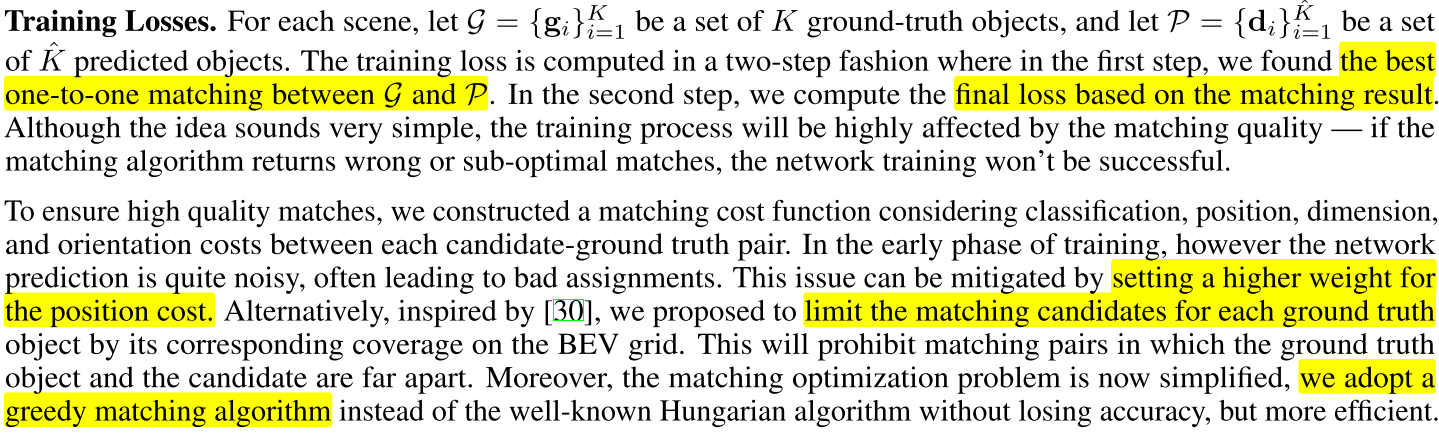 Training Losses. For each scene, let 𝒢 = {g_i}_{i=1}^{K} be a set of K ground-truth objects, and let 𝒫 = {d_i}_{i=1}^{K̂} be a set
of K̂ predicted objects. The training loss is computed in a two-step fashion where in the first step, we found the best
one-to-one matching between 𝒢 and 𝒫. In the second step, we compute the final loss based on the matching result.
Although the idea sounds very simple, the training process will be highly affected by the matching quality — if the
matching algorithm returns wrong or sub-optimal matches, the network training won't be successful.
To ensure high quality matches, we constructed a matching cost function considering classification, position, dimension,
and orientation costs between each candidate-ground truth pair. In the early phase of training, however the network
prediction is quite noisy, often leading to bad assignments. This issue can be mitigated by setting a higher weight for
the position cost. Alternatively, inspired by [30], we proposed to limit the matching candidates for each ground truth
object by its corresponding coverage on the BEV grid. This will prohibit matching pairs in which the ground truth
object and the candidate are far apart. Moreover, the matching optimization problem is now simplified, we adopt a
greedy matching algorithm instead of the well-known Hungarian algorithm without losing accuracy, but more efficient.